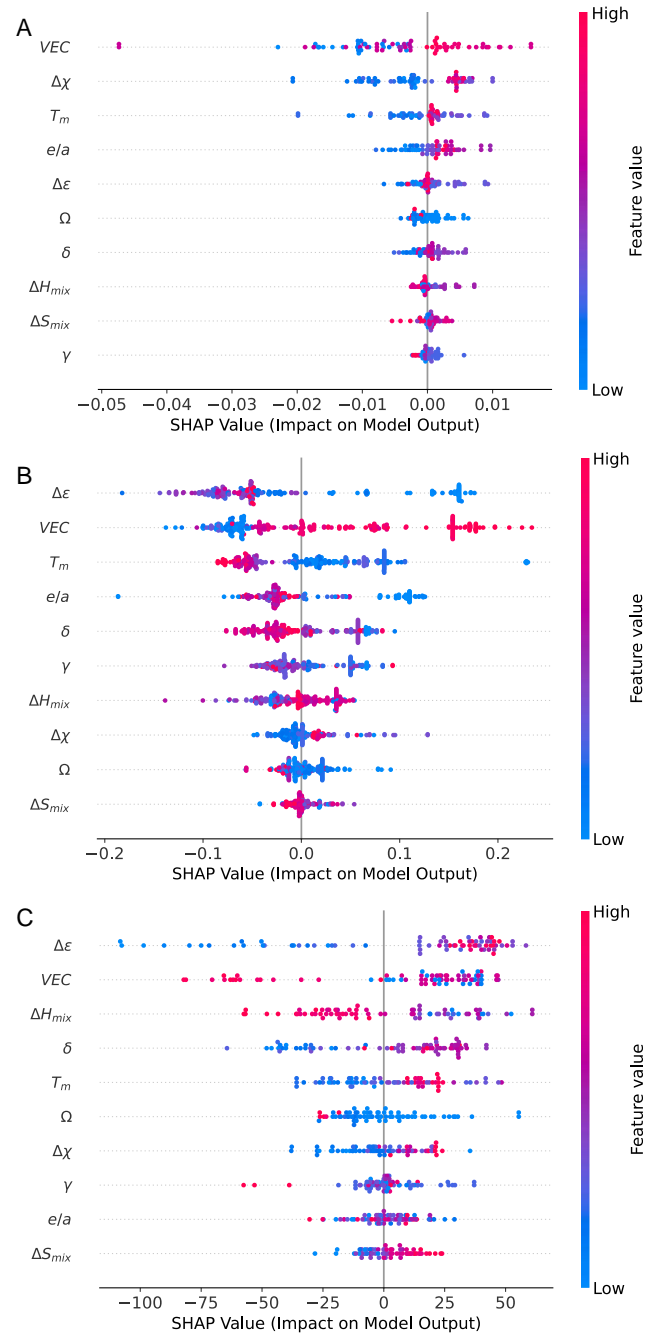 A
High
VEC
Δχ
T_m
e/a
Δε
Ω
δ
ΔH_mix
ΔS_mix
γ
Feature value
Low
−0.05 −0.04 −0.03 −0.02 −0.01 0.00 0.01
SHAP Value (Impact on Model Output)
B
High
Δε
VEC
T_m
e/a
δ
γ
ΔH_mix
Δχ
Ω
ΔS_mix
Feature value
Low
−0.2 −0.1 0.0 0.1 0.2
SHAP Value (Impact on Model Output)
C
High
Δε
VEC
ΔH_mix
δ
T_m
Ω
Δχ
γ
e/a
ΔS_mix
Feature value
Low
−100 −75 −50 −25 0 25 50
SHAP Value (Impact on Model Output)